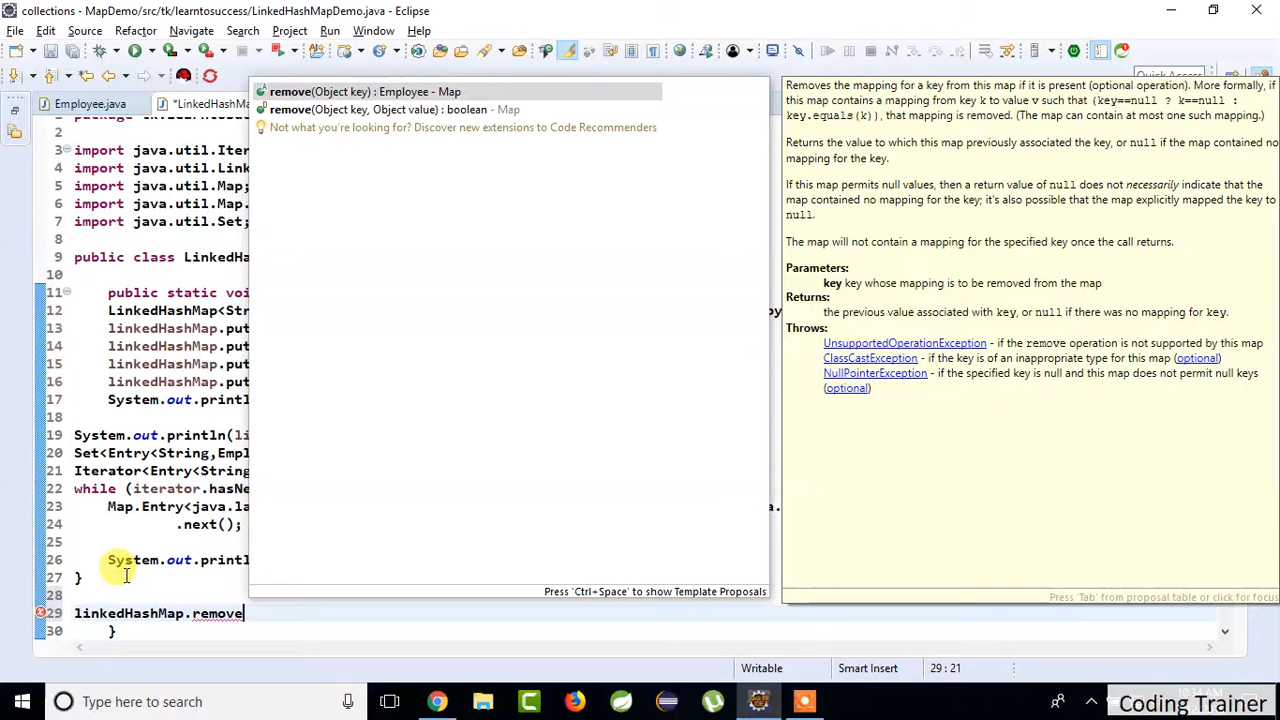 collections - MapDemo/src/tk/learntosuccess/LinkedHashMapDemo.java - Eclipse
File Edit Source Refactor Navigate Search Project Run Window Help
Quick Access
Employee.java
*LinkedHashM
remove(Object key) : Employee - Map
remove(Object key, Object value) : boolean - Map
Not what you're looking for? Discover new extensions to Code Recommenders
Press 'Ctrl+Space' to show Template Proposals
Removes the mapping for a key from this map if it is present (optional operation). More formally, if
this map contains a mapping from key k to value v such that (key==null ? k==null :
key.equals(k)), that mapping is removed. (The map can contain at most one such mapping.)
Returns the value to which this map previously associated the key, or null if the map contained no
mapping for the key.
If this map permits null values, then a return value of null does not necessarily indicate that the
map contained no mapping for the key; it's also possible that the map explicitly mapped the key to
null.
The map will not contain a mapping for the specified key once the call returns.
Parameters:
key key whose mapping is to be removed from the map
Returns:
the previous value associated with key, or null if there was no mapping for key.
Throws:
UnsupportedOperationException - if the remove operation is not supported by this map
ClassCastException - if the key is of an inappropriate type for this map (optional)
NullPointerException - if the specified key is null and this map does not permit null keys
(optional)
Press 'Tab' from proposal table or click for focus
2
3 import java.util.Iter
4 import java.util.Link
5 import java.util.Map;
6 import java.util.Map.
7 import java.util.Set;
8
9 public class LinkedHa
10
11 public static voi
12 LinkedHashMap<Str
13 linkedHashMap.put
14 linkedHashMap.put
15 linkedHashMap.put
16 linkedHashMap.put
17 System.out.printl
18
19 System.out.println(li
20 Set<Entry<String,Empl
21 Iterator<Entry<String
22 while (iterator.hasNe
23 Map.Entry<java.la
24 .next();
25
26 System.out.printl
27 }
28
29 linkedHashMap.remove
30 }
Writable Smart Insert 29 : 21
Type here to search
Coding Trainer